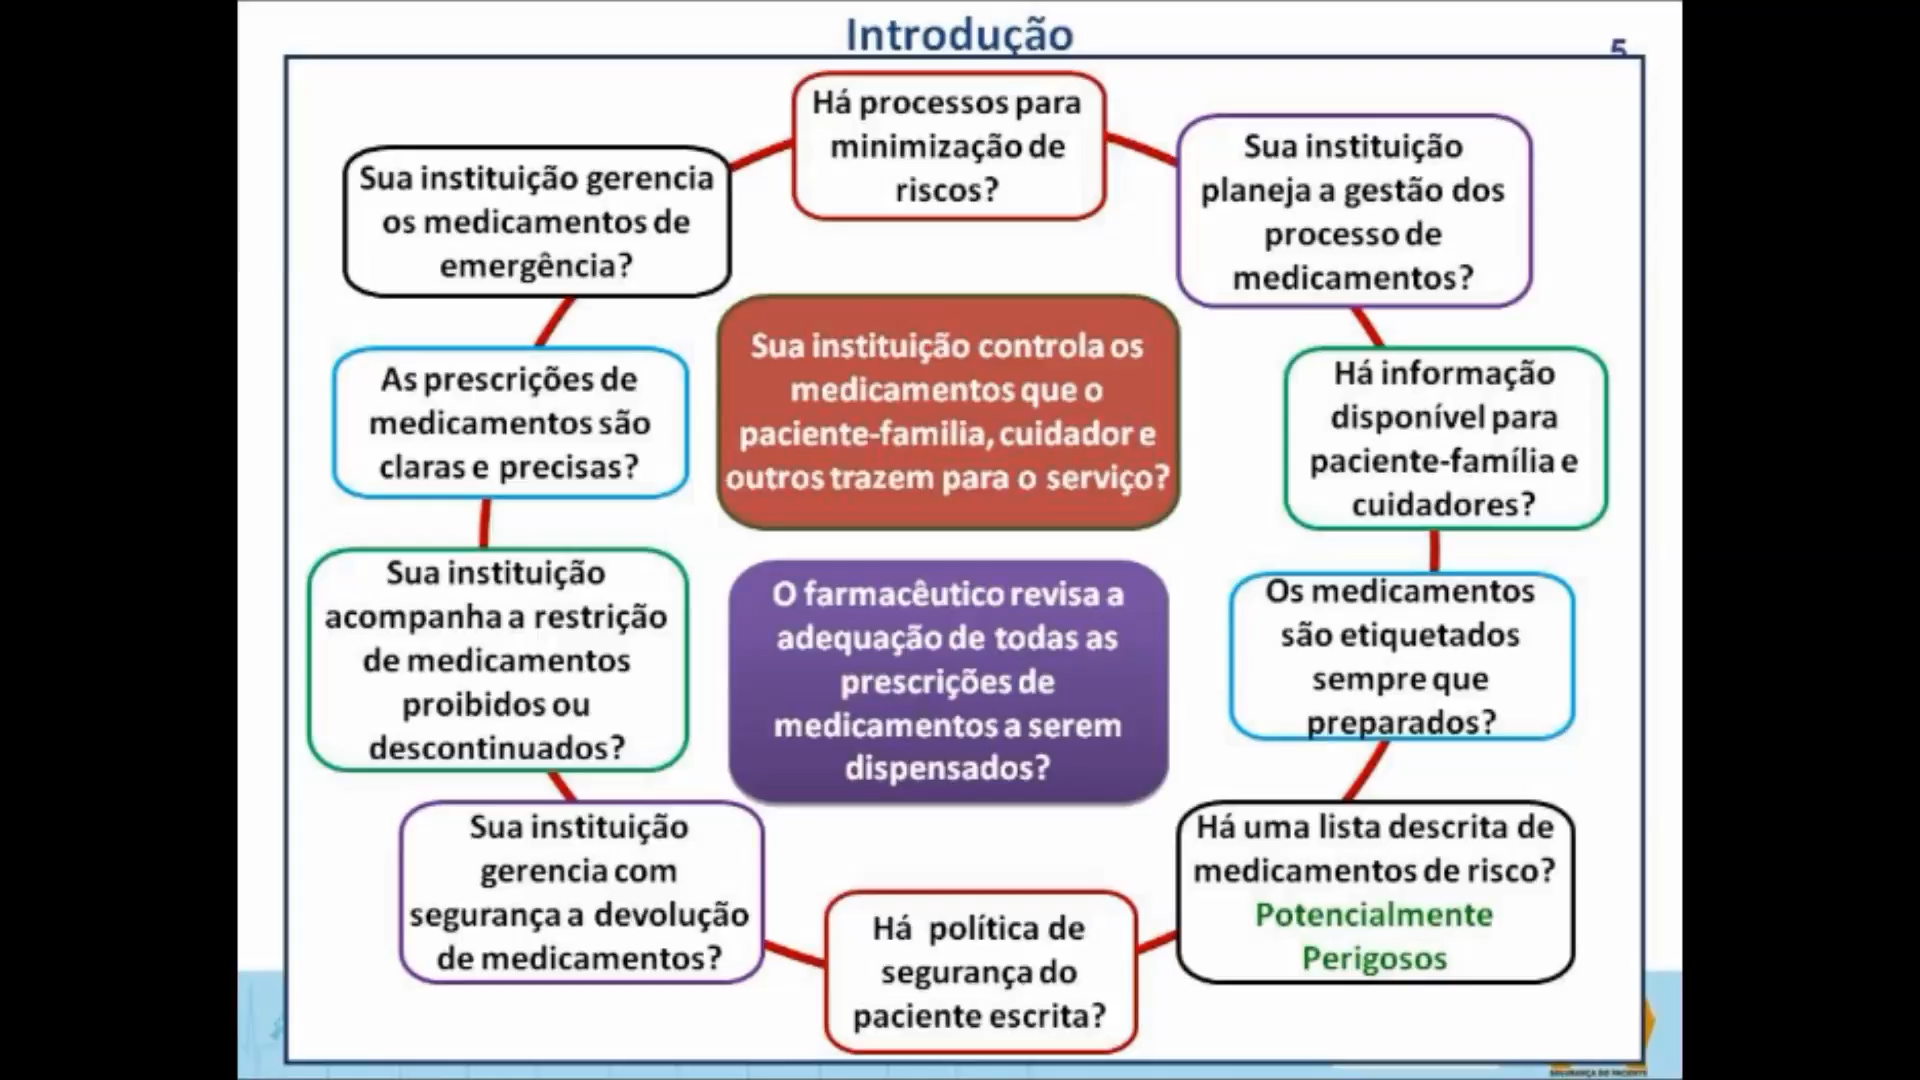 Introdução
5
Há processos para
minimização de
riscos?
Sua instituição
planeja a gestão dos
processo de
medicamentos?
Há informação
disponível para
paciente-família e
cuidadores?
Os medicamentos
são etiquetados
sempre que
preparados?
Há uma lista descrita de
medicamentos de risco?
Potencialmente
Perigosos
Há política de
segurança do
paciente escrita?
Sua instituição
gerencia com
segurança a devolução
de medicamentos?
Sua instituição
acompanha a restrição
de medicamentos
proibidos ou
descontinuados?
As prescrições de
medicamentos são
claras e precisas?
Sua instituição gerencia
os medicamentos de
emergência?
Sua instituição controla os
medicamentos que o
paciente-familia, cuidador e
outros trazem para o serviço?
O farmacêutico revisa a
adequação de todas as
prescrições de
medicamentos a serem
dispensados?
SEGURANÇA DO PACIENTE